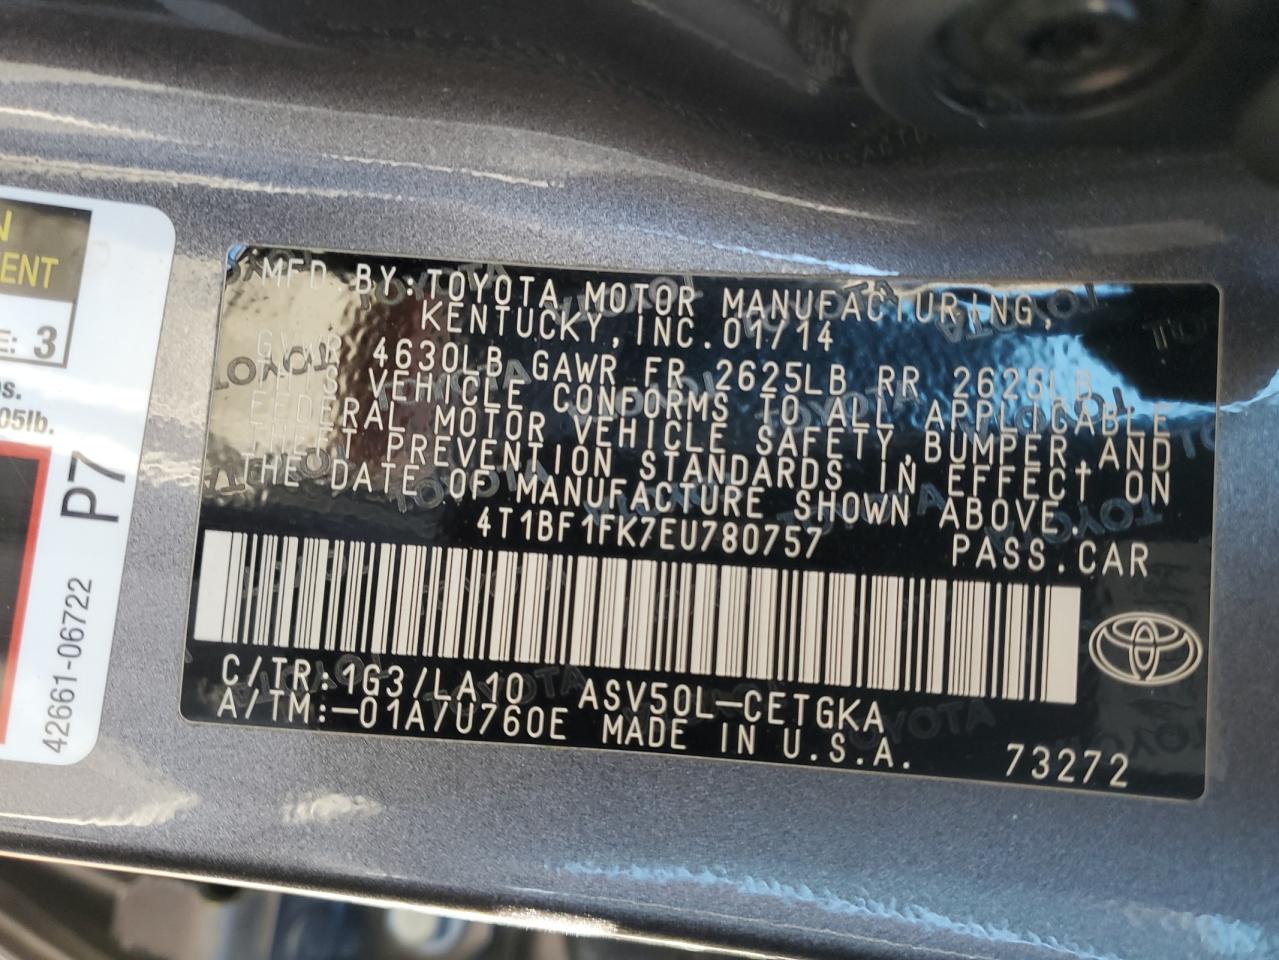 MFD. BY: TOYOTA MOTOR MANUFACTURING,
KENTUCKY, INC. 01/14
GVWR 4630LB GAWR FR 2625LB RR 2625LB
THIS VEHICLE CONFORMS TO ALL APPLICABLE
FEDERAL MOTOR VEHICLE SAFETY, BUMPER, AND
THEFT PREVENTION STANDARDS IN EFFECT ON
THE DATE OF MANUFACTURE SHOWN ABOVE.
4T1BF1FK7EU780757 PASS. CAR
C/TR: 1G3/LA10 ASV50L-CETGKA
A/TM:-01A/U760E MADE IN U.S.A. 73272
ENT
E: 3
05lb.
P7
42661-06722